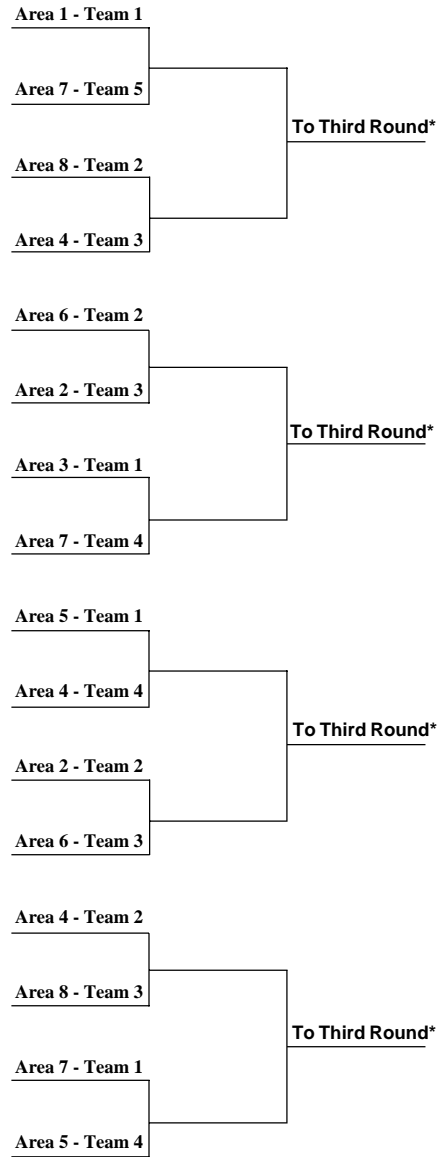 Area 1 - Team 1
Area 7 - Team 5
To Third Round*
Area 8 - Team 2
Area 4 - Team 3
Area 6 - Team 2
Area 2 - Team 3
To Third Round*
Area 3 - Team 1
Area 7 - Team 4
Area 5 - Team 1
Area 4 - Team 4
To Third Round*
Area 2 - Team 2
Area 6 - Team 3
Area 4 - Team 2
Area 8 - Team 3
To Third Round*
Area 7 - Team 1
Area 5 - Team 4